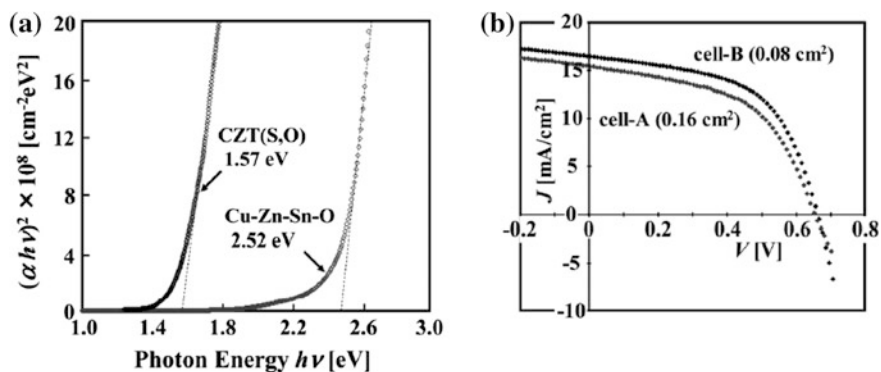 (a)
20
16
12
8
4
0
(αhν)² × 10⁸ [cm⁻²eV²]
CZT(S,O)
1.57 eV
Cu-Zn-Sn-O
2.52 eV
1.0 1.4 1.8 2.2 2.6 3.0
Photon Energy hν [eV]
(b)
20
15
10
5
0
-5
-10
J [mA/cm²]
cell-B (0.08 cm²)
cell-A (0.16 cm²)
-0.2 0 0.2 0.4 0.6 0.8
V [V]